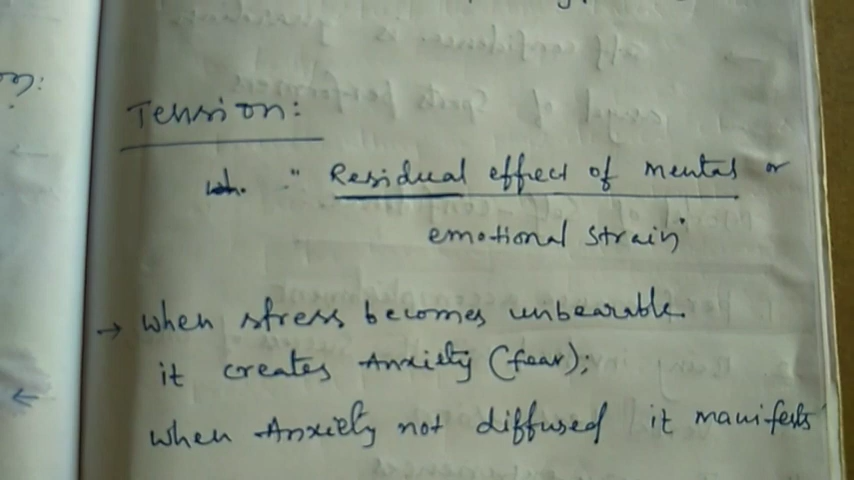 Tension:
" Residual effect of mental or
emotional strain"
→ when stress becomes unbearable.
it creates Anxiety (fear);
when Anxiety not diffused it manifests